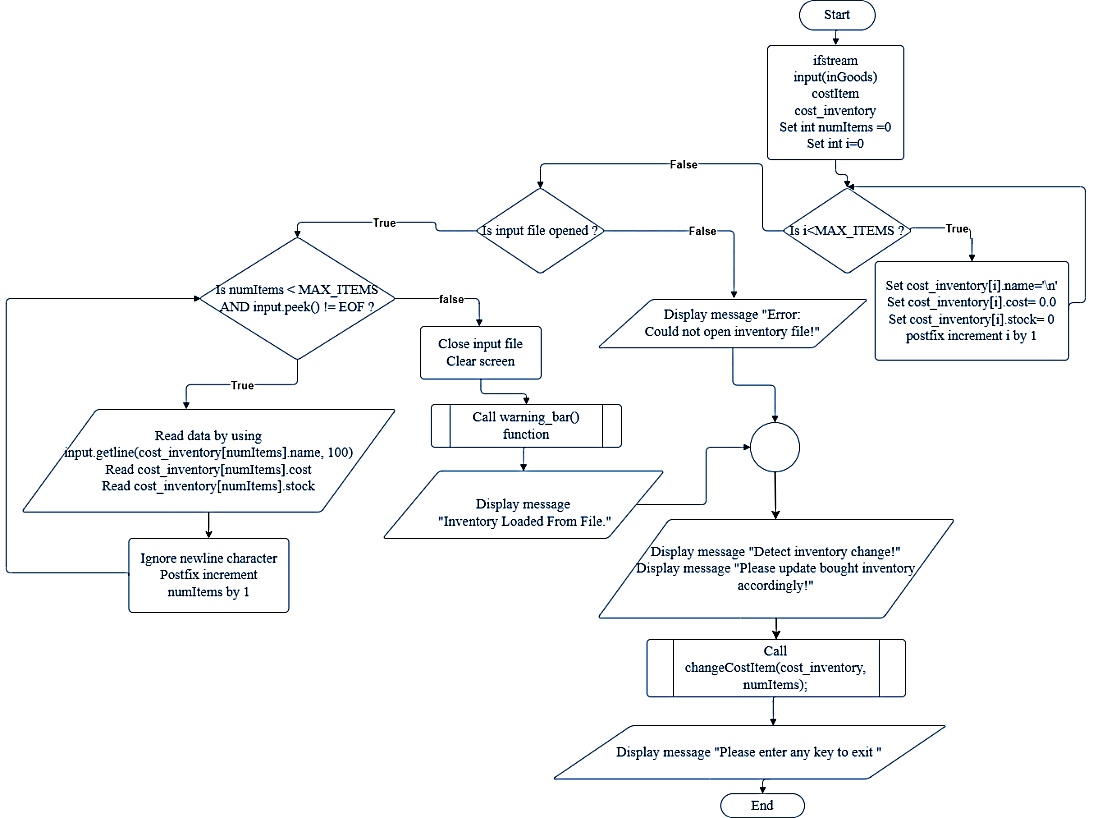 Start
ifstream
input(inGoods)
costItem
cost_inventory
Set int numItems =0
Set int i=0
False
Is i<MAX_ITEMS ?
True
Set cost_inventory[i].name='\n'
Set cost_inventory[i].cost= 0.0
Set cost_inventory[i].stock= 0
postfix increment i by 1
Is input file opened ?
True
False
Is numItems < MAX_ITEMS
AND input.peek() != EOF ?
false
True
Display message "Error:
Could not open inventory file!"
Close input file
Clear screen
Call warning_bar()
function
Read data by using
input.getline(cost_inventory[numItems].name, 100)
Read cost_inventory[numItems].cost
Read cost_inventory[numItems].stock
Display message
"Inventory Loaded From File."
Ignore newline character
Postfix increment
numItems by 1
Display message "Detect inventory change!"
Display message "Please update bought inventory
accordingly!"
Call
changeCostItem(cost_inventory,
numItems);
Display message "Please enter any key to exit "
End